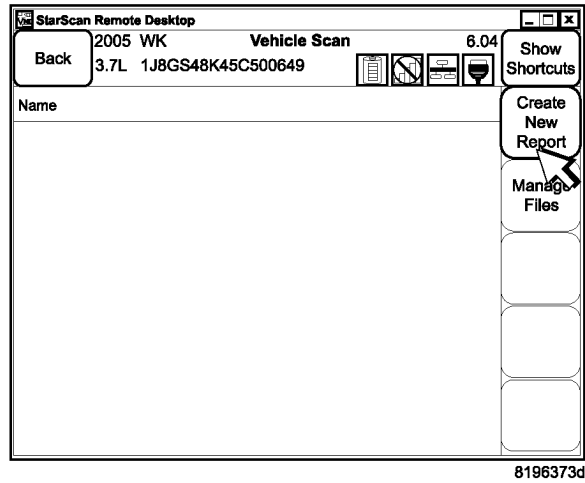 StarScan Remote Desktop
Back
2005 WK Vehicle Scan 6.04
3.7L 1J8GS48K45C500649
Show
Shortcuts
Name
Create
New
Report
Manage
Files
8196373d